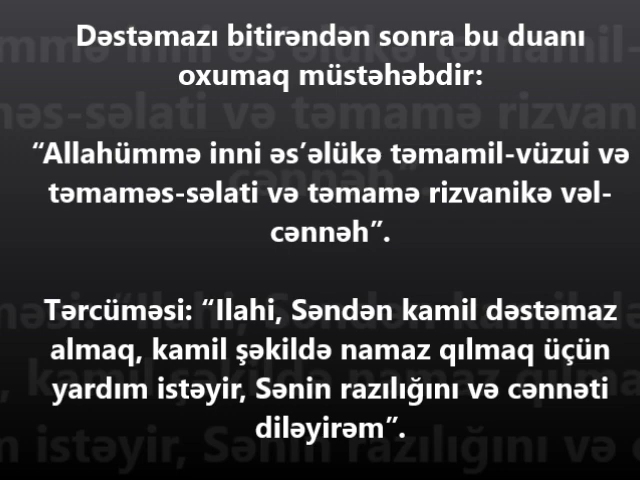 Dəstəmazı bitirəndən sonra bu duanı
oxumaq müstəhəbdir:
“Allahümmə inni əs’əlükə təmamil-vüzui və
təmaməs-səlati və təmamə rizvanikə vəl-
cənnəh”.
Tərcüməsi: “Ilahi, Səndən kamil dəstəmaz
almaq, kamil şəkildə namaz qılmaq üçün
yardım istəyir, Sənin razılığını və cənnəti
diləyirəm”.